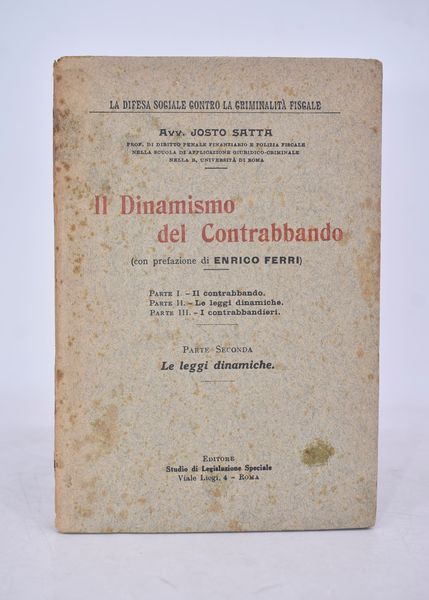 LA DIFESA SOCIALE CONTRO LA CRIMINALITÀ FISCALE
AVV. JOSTO SATTA
PROF. DI DIRITTO PENALE FINANZIARIO E POLIZIA FISCALE
NELLA SCUOLA DI APPLICAZIONE GIURIDICO-CRIMINALE
NELLA R. UNIVERSITÀ DI ROMA
Il Dinamismo
del Contrabbando
(con prefazione di ENRICO FERRI)
PARTE I. - Il contrabbando.
PARTE II. - Le leggi dinamiche.
PARTE III. - I contrabbandieri.
PARTE SECONDA
Le leggi dinamiche.
EDITORE
Studio di Legislazione Speciale
Viale Liegi, 4 - ROMA